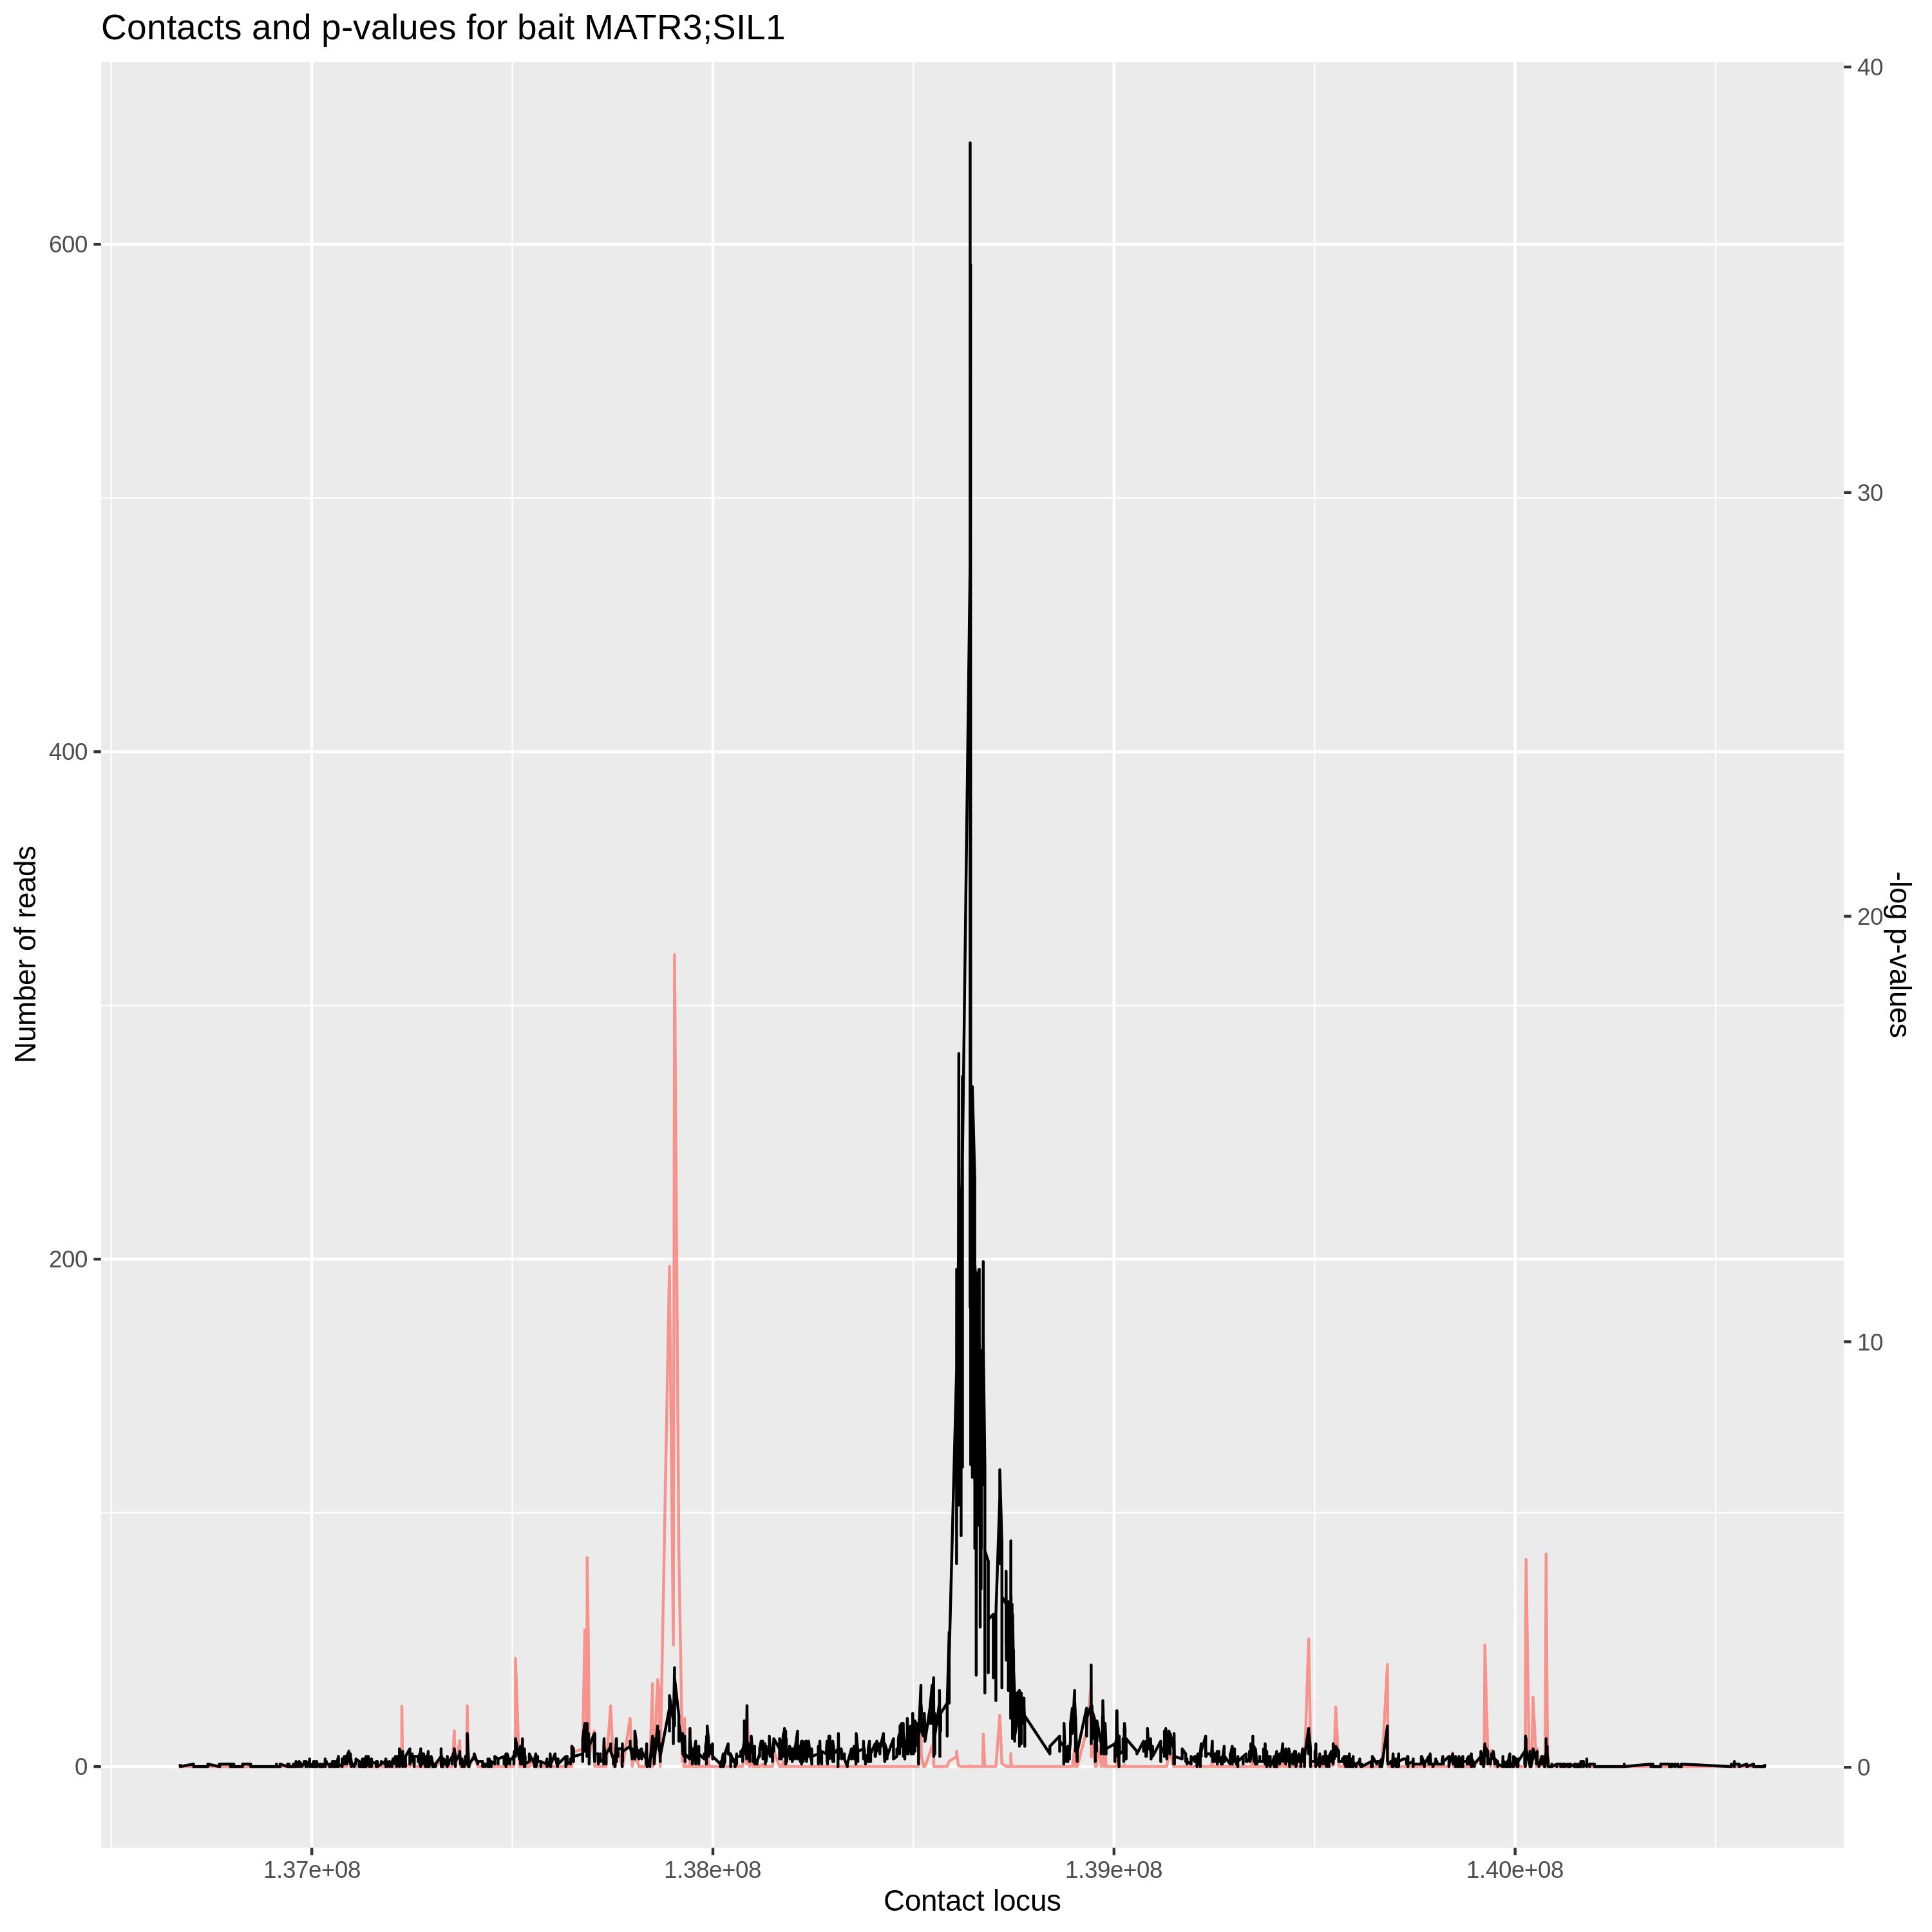 Contacts and p-values for bait MATR3;SIL1
Number of reads
600
400
200
0
40
30
20
10
0
-log p-values
1.37e+08
1.38e+08
1.39e+08
1.40e+08
Contact locus